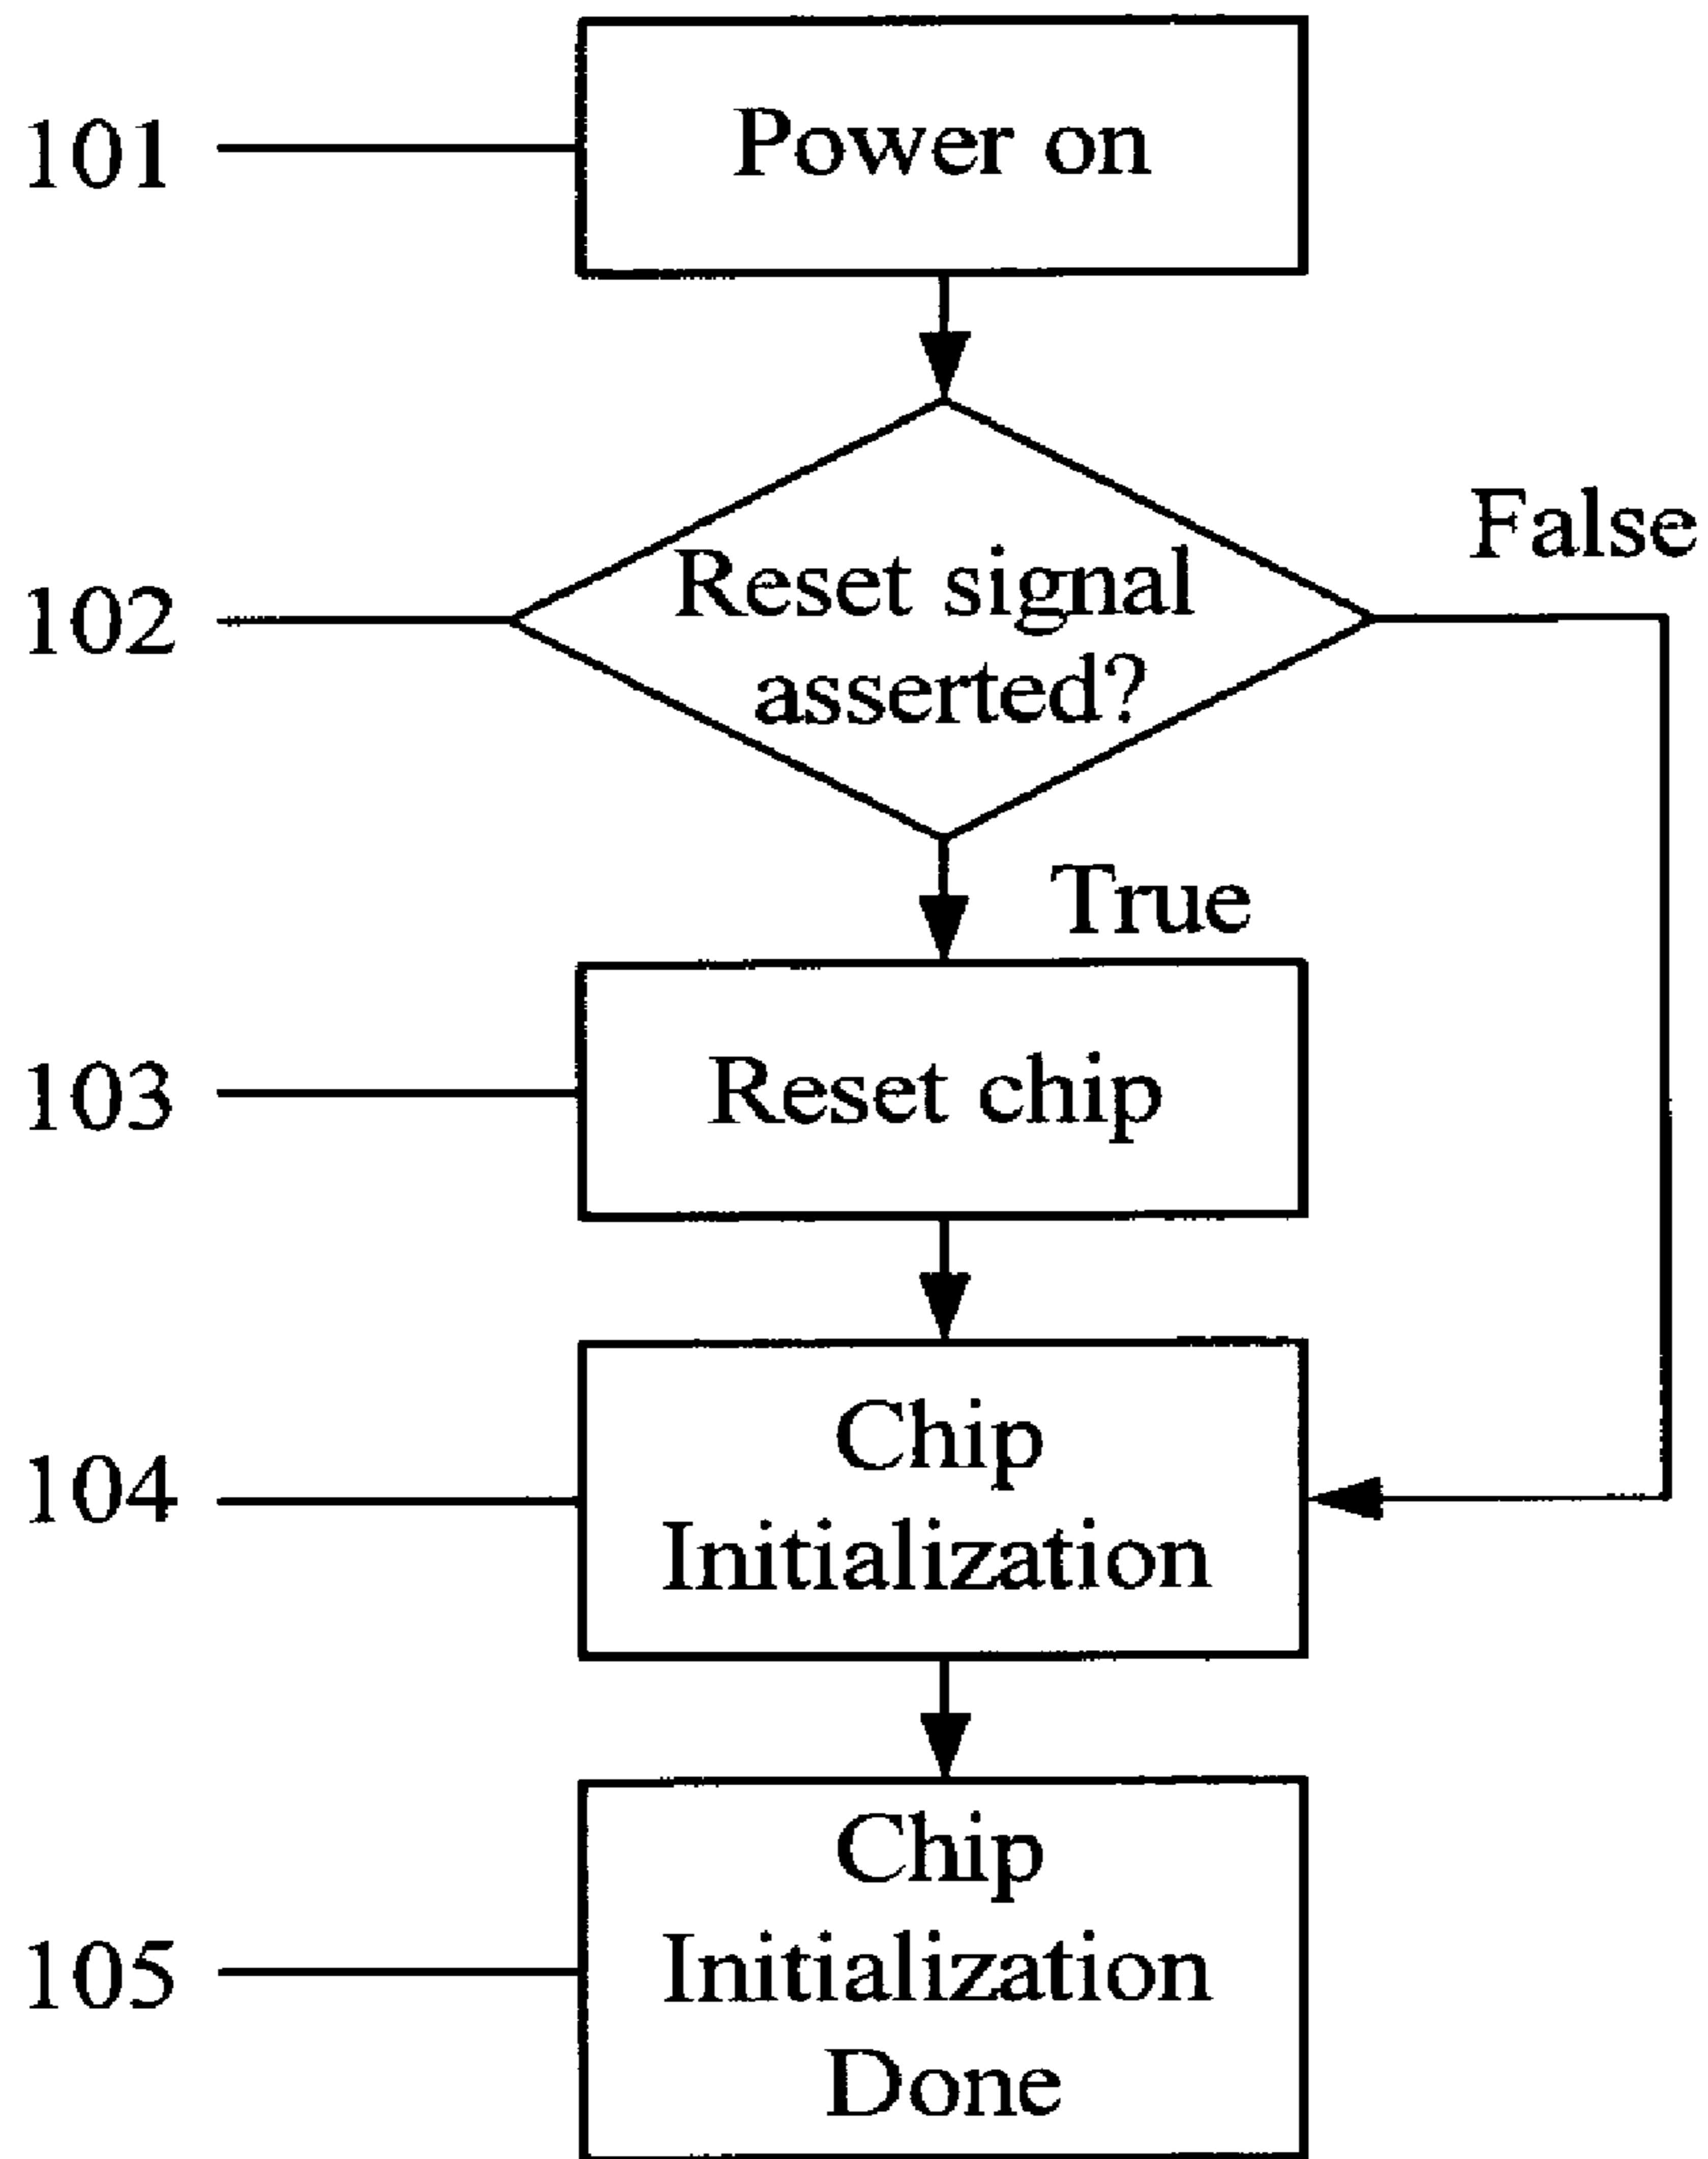 101
Power on
102
Reset signal
asserted?
False
True
103
Reset chip
104
Chip
Initialization
105
Chip
Initialization
Done